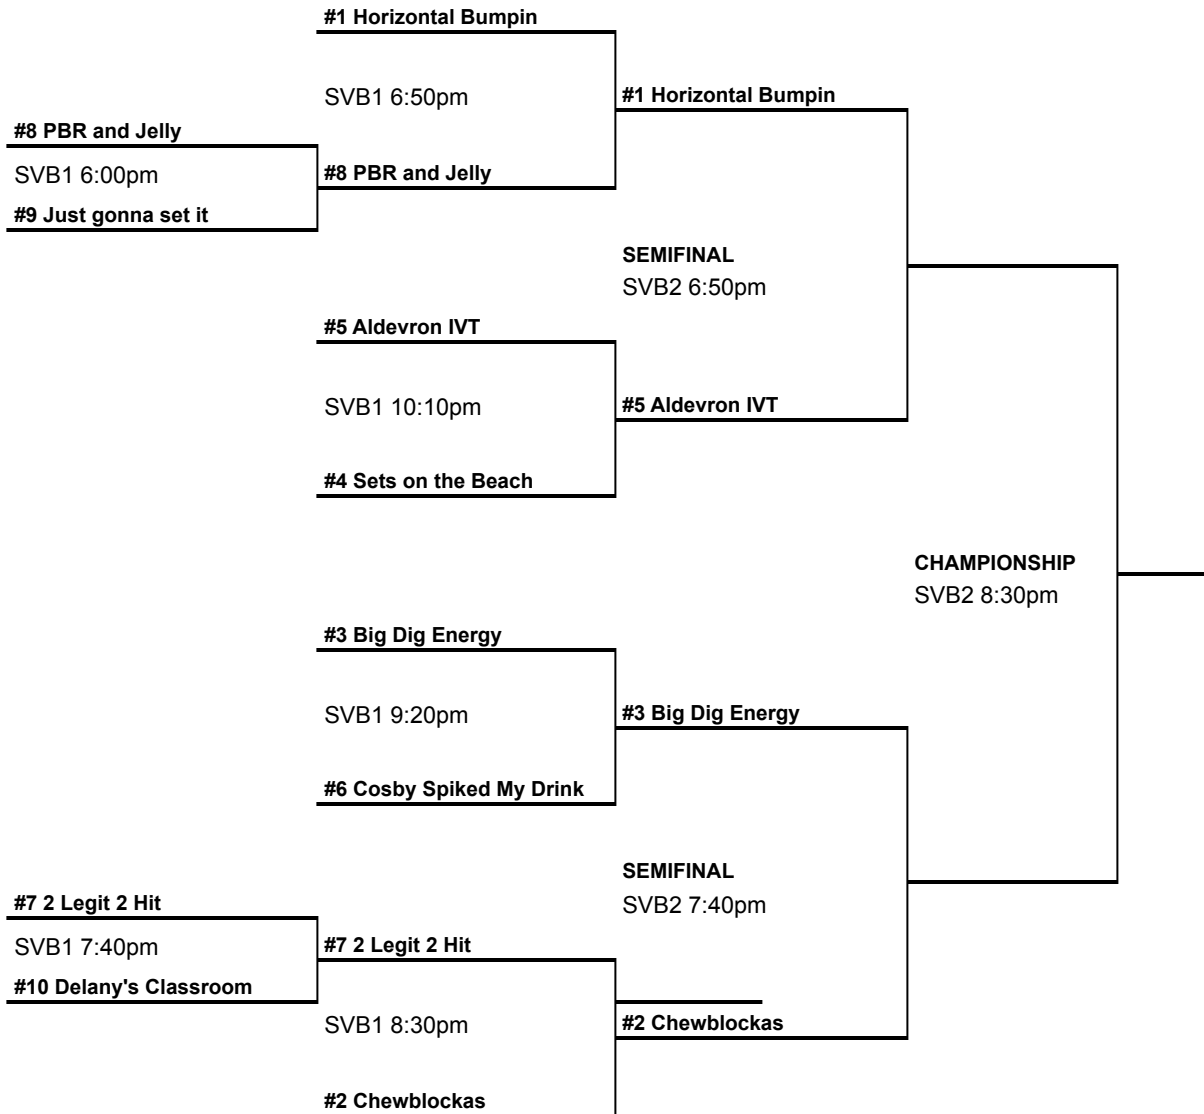 #1 Horizontal Bumpin
SVB1 6:50pm
#1 Horizontal Bumpin
#8 PBR and Jelly
SVB1 6:00pm
#8 PBR and Jelly
#9 Just gonna set it
SEMIFINAL
SVB2 6:50pm
#5 Aldevron IVT
SVB1 10:10pm
#5 Aldevron IVT
#4 Sets on the Beach
CHAMPIONSHIP
SVB2 8:30pm
#3 Big Dig Energy
SVB1 9:20pm
#3 Big Dig Energy
#6 Cosby Spiked My Drink
SEMIFINAL
SVB2 7:40pm
#7 2 Legit 2 Hit
SVB1 7:40pm
#7 2 Legit 2 Hit
#10 Delany's Classroom
SVB1 8:30pm
#2 Chewblockas
#2 Chewblockas